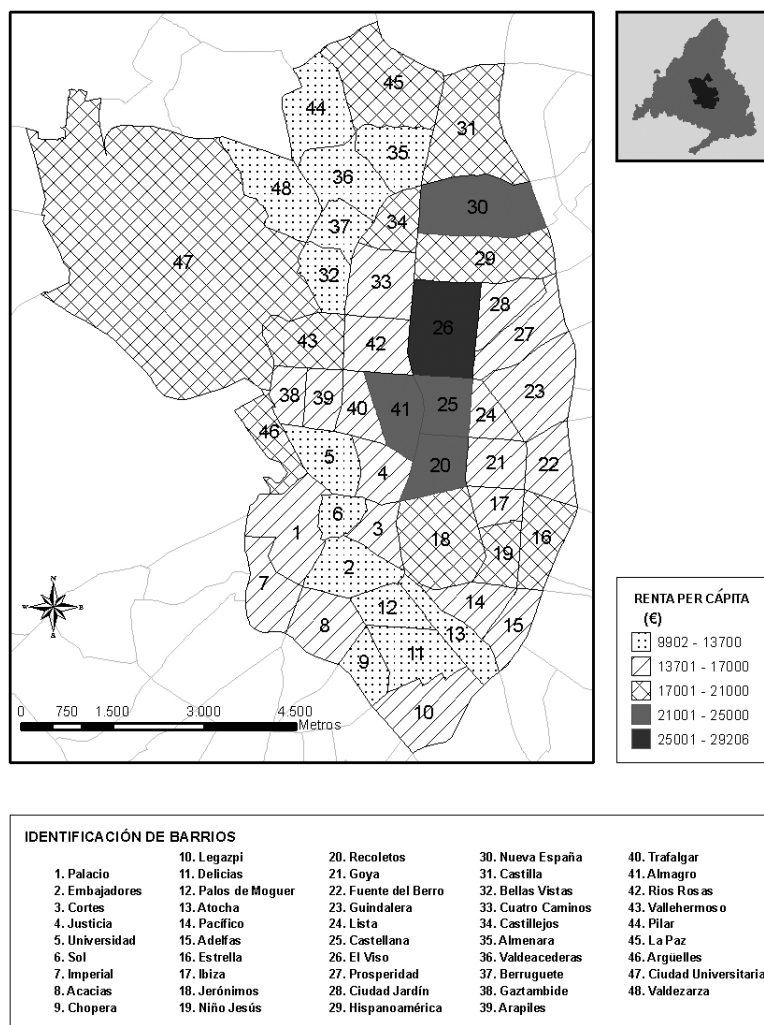 45
44
31
35
36
48
30
34
37
29
47
32
33
28
26
27
43
42
23
38
39
40
41
25
24
46
5
4
20
21
22
17
6
1
3
18
16
19
2
7
12
14
8
13
15
9
11
10
N
W
E
S
0 750 1.500 3.000 4.500
Metros
RENTA PER CÁPITA
(€)
9902 - 13700
13701 - 17000
17001 - 21000
21001 - 25000
25001 - 29206
IDENTIFICACIÓN DE BARRIOS
1. Palacio
2. Embajadores
3. Cortes
4. Justicia
5. Universidad
6. Sol
7. Imperial
8. Acacias
9. Chopera
10. Legazpi
11. Delicias
12. Palos de Moguer
13. Atocha
14. Pacífico
15. Adelfas
16. Estrella
17. Ibiza
18. Jerónimos
19. Niño Jesús
20. Recoletos
21. Goya
22. Fuente del Berro
23. Guindalera
24. Lista
25. Castellana
26. El Viso
27. Prosperidad
28. Ciudad Jardín
29. Hispanoamérica
30. Nueva España
31. Castilla
32. Bellas Vistas
33. Cuatro Caminos
34. Castillejos
35. Almenara
36. Valdeacederas
37. Berruguete
38. Gaztambide
39. Arapiles
40. Trafalgar
41. Almagro
42. Rios Rosas
43. Vallehermoso
44. Pilar
45. La Paz
46. Argüelles
47. Ciudad Universitaria
48. Valdezarza